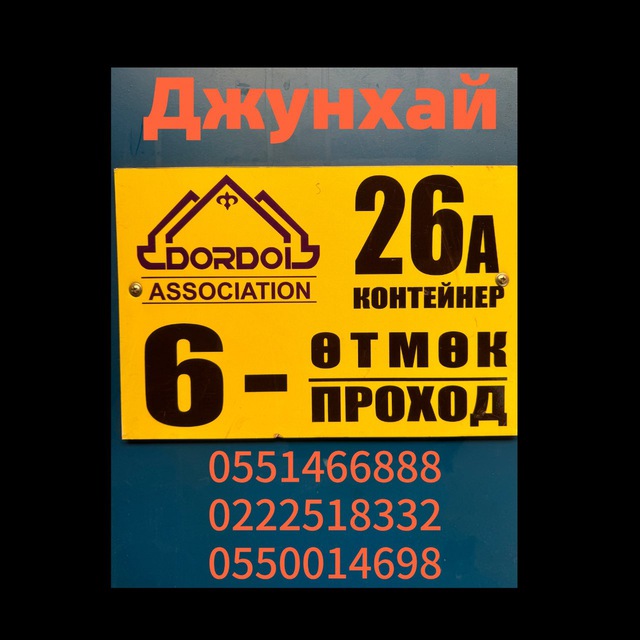 Джунхай
DORDOI
ASSOCIATION
26А
КОНТЕЙНЕР
6 -
ӨТМӨК
ПРОХОД
0551466888
0222518332
0550014698